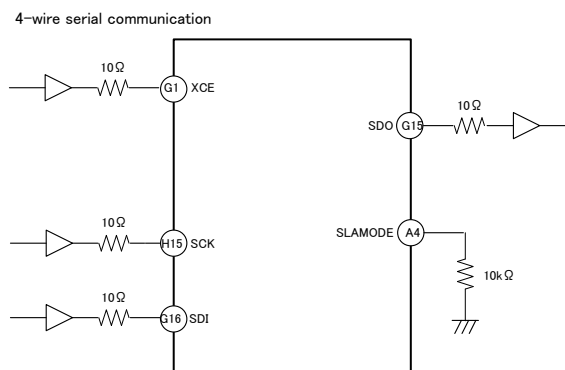 4-wire serial communication
10Ω
G1 XCE
10Ω
SDO G15
SLAMODE A4
10Ω
H15 SCK
10kΩ
10Ω
G16 SDI